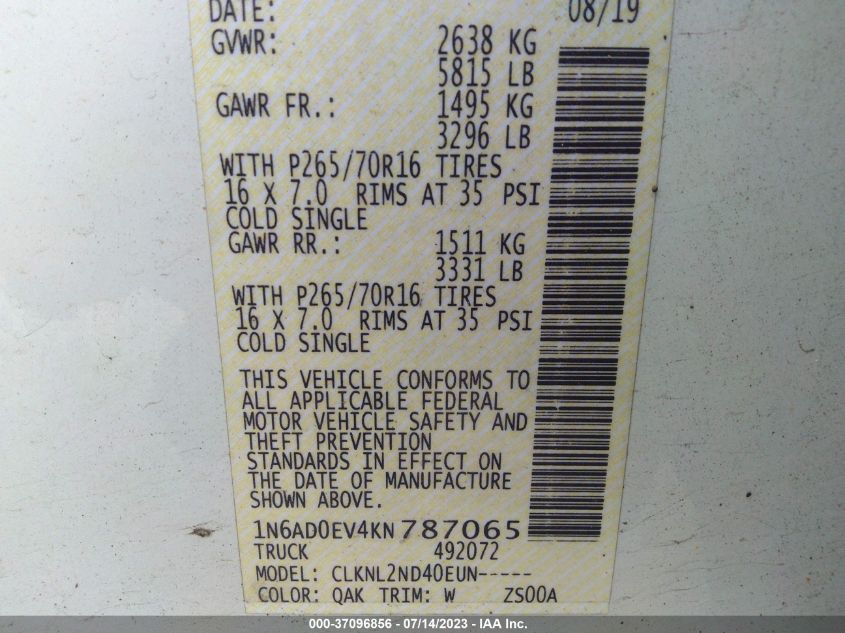 DATE: 08/19
GVWR: 2638 KG
5815 LB
GAWR FR.: 1495 KG
3296 LB
WITH P265/70R16 TIRES
16 X 7.0 RIMS AT 35 PSI
COLD SINGLE
GAWR RR.: 1511 KG
3331 LB
WITH P265/70R16 TIRES
16 X 7.0 RIMS AT 35 PSI
COLD SINGLE
THIS VEHICLE CONFORMS TO
ALL APPLICABLE FEDERAL
MOTOR VEHICLE SAFETY AND
THEFT PREVENTION
STANDARDS IN EFFECT ON
THE DATE OF MANUFACTURE
SHOWN ABOVE.
1N6AD0EV4KN787065
TRUCK 492072
MODEL: CLKNL2ND40EUN-----
COLOR: QAK TRIM: W ZS00A
000-37096856 / 07/14/2023 - IAA Inc.